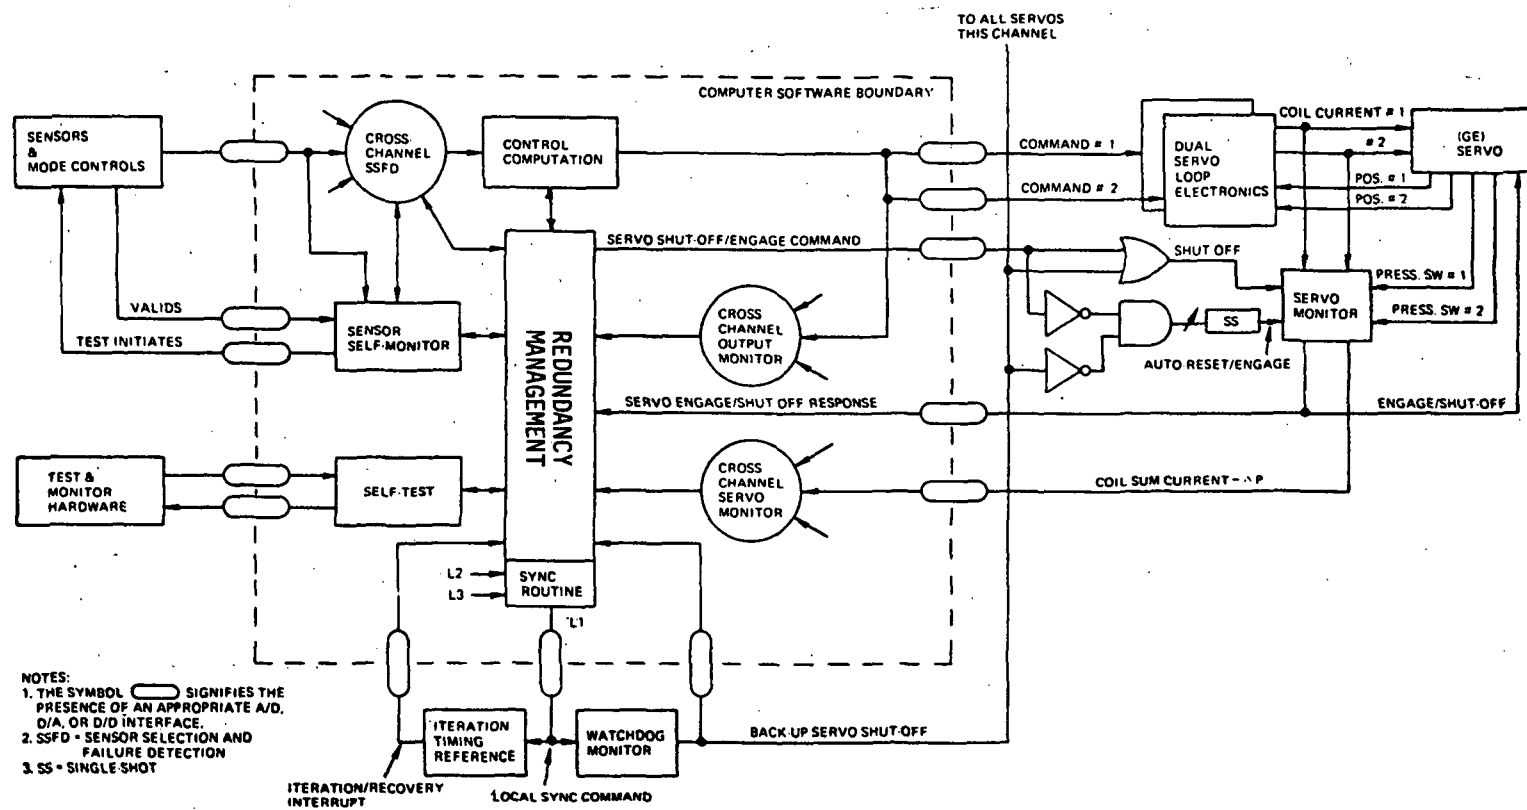 TO ALL SERVOS
THIS CHANNEL
COMPUTER SOFTWARE BOUNDARY
SENSORS
&
MODE CONTROLS
CROSS-
CHANNEL
SSFD
CONTROL
COMPUTATION
COMMAND # 1
COMMAND # 2
DUAL
SERVO
LOOP
ELECTRONICS
COIL CURRENT # 1
# 2
POS. # 1
POS. # 2
(GE)
SERVO
SERVO SHUT-OFF/ENGAGE COMMAND
SHUT OFF
PRESS. SW # 1
PRESS. SW # 2
SERVO
MONITOR
SS
AUTO-RESET/ENGAGE
VALIDS
TEST INITIATES
SENSOR
SELF-MONITOR
REDUNDANCY
MANAGEMENT
CROSS
CHANNEL
OUTPUT
MONITOR
SERVO ENGAGE/SHUT OFF RESPONSE
ENGAGE/SHUT-OFF
TEST &
MONITOR
HARDWARE
SELF-TEST
CROSS
CHANNEL
SERVO
MONITOR
COIL SUM CURRENT - ΔP
L2
L3
SYNC
ROUTINE
L1
NOTES:
1. THE SYMBOL SIGNIFIES THE
PRESENCE OF AN APPROPRIATE A/D,
D/A, OR D/D INTERFACE.
2. SSFD = SENSOR SELECTION AND
FAILURE DETECTION
3. SS = SINGLE-SHOT
ITERATION
TIMING
REFERENCE
WATCHDOG
MONITOR
BACK-UP SERVO SHUT-OFF
ITERATION/RECOVERY
INTERRUPT
LOCAL SYNC COMMAND